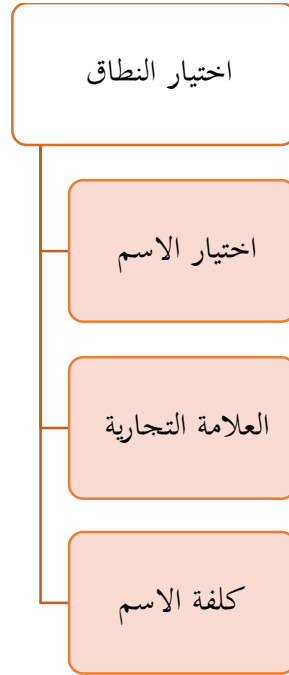 اختيار النطاق
اختيار الاسم
العلامة التجارية
كلفة الاسم